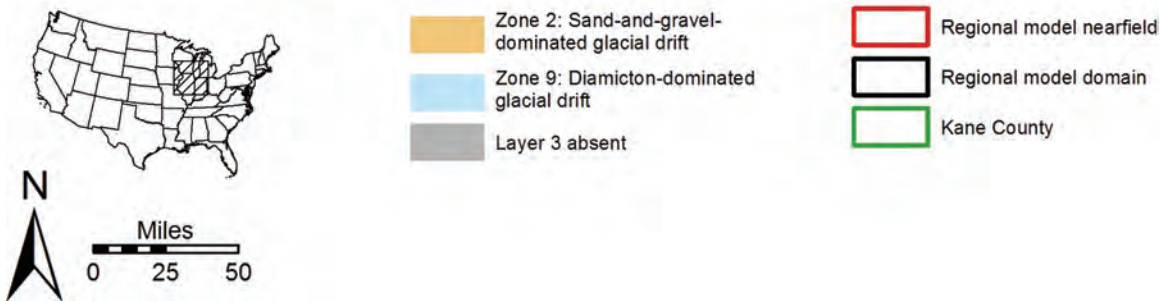 Zone 2: Sand-and-gravel-
dominated glacial drift
Zone 9: Diamicton-dominated
glacial drift
Layer 3 absent
Regional model nearfield
Regional model domain
Kane County
N
Miles
0 25 50